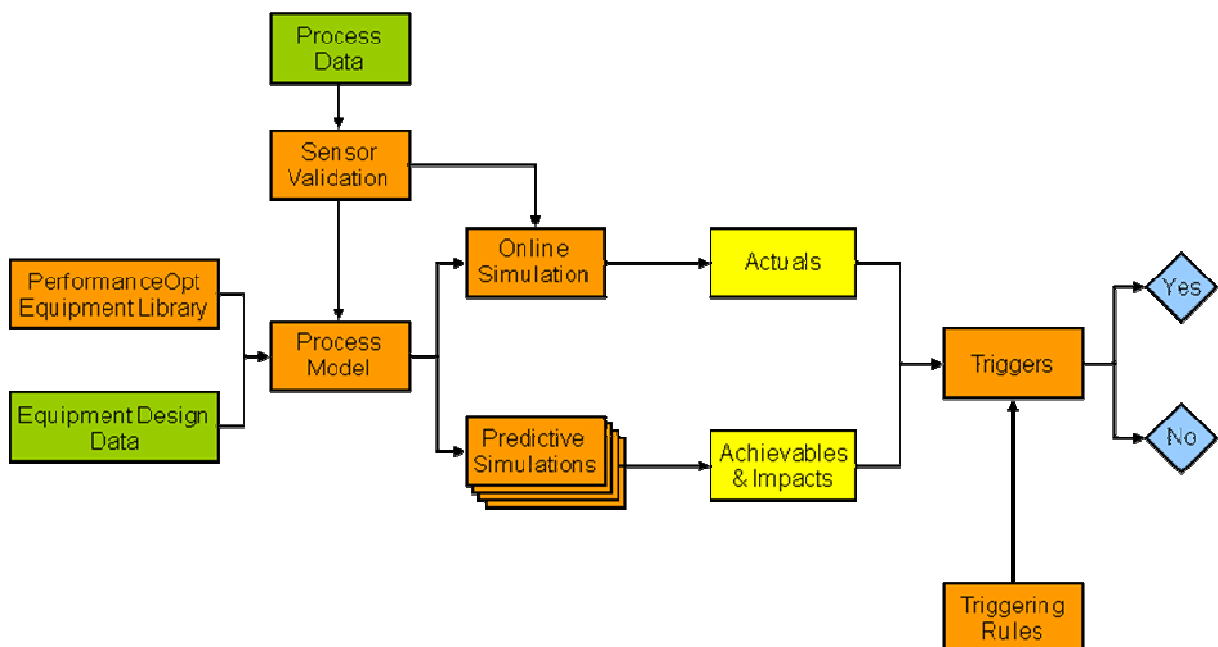 Process
Data
Sensor
Validation
Online
Simulation
Actuals
PerformanceOpt
Equipment Library
Process
Model
Yes
Triggers
Equipment Design
Data
Predictive
Simulations
Achievables
& Impacts
No
Triggering
Rules